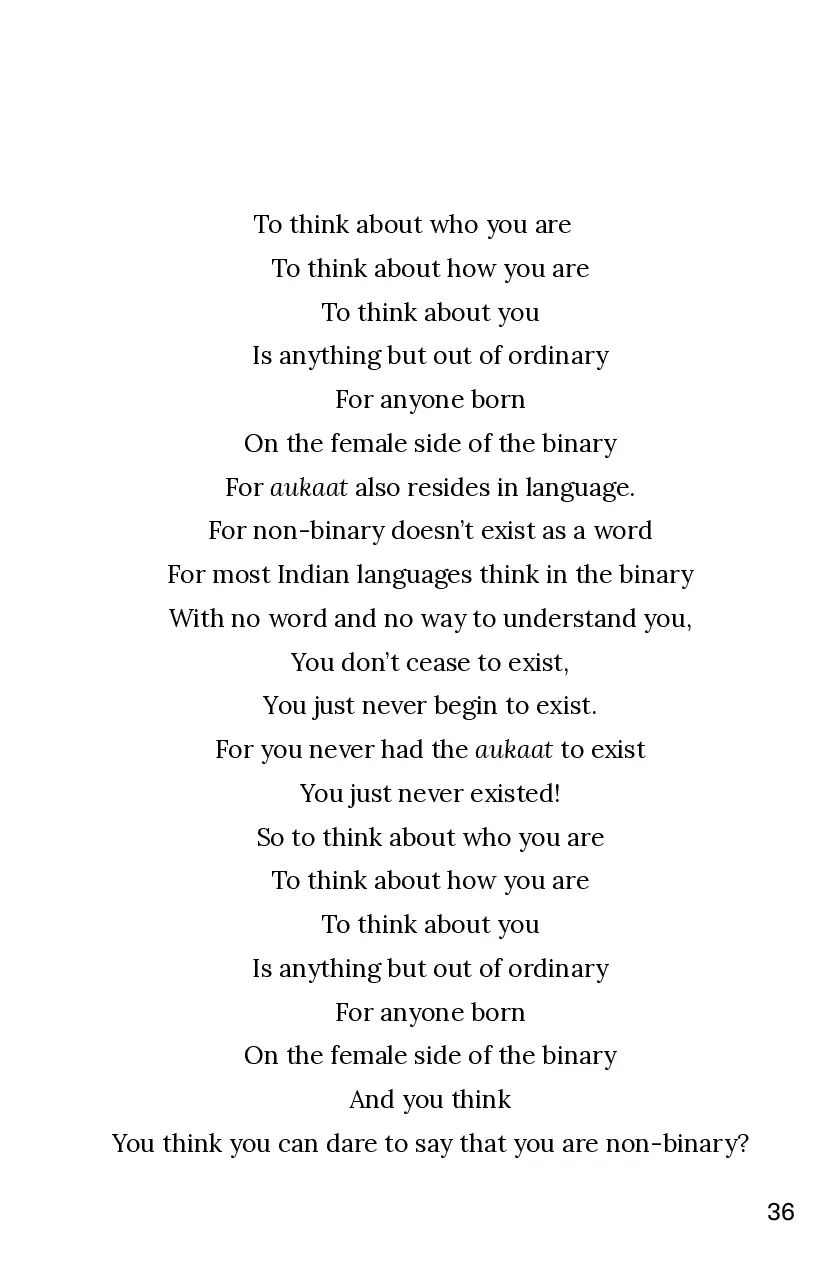 To think about who you are
To think about how you are
To think about you
Is anything but out of ordinary
For anyone born
On the female side of the binary
For aukaat also resides in language.
For non-binary doesn’t exist as a word
For most Indian languages think in the binary
With no word and no way to understand you,
You don’t cease to exist,
You just never begin to exist.
For you never had the aukaat to exist
You just never existed!
So to think about who you are
To think about how you are
To think about you
Is anything but out of ordinary
For anyone born
On the female side of the binary
And you think
You think you can dare to say that you are non-binary?
36